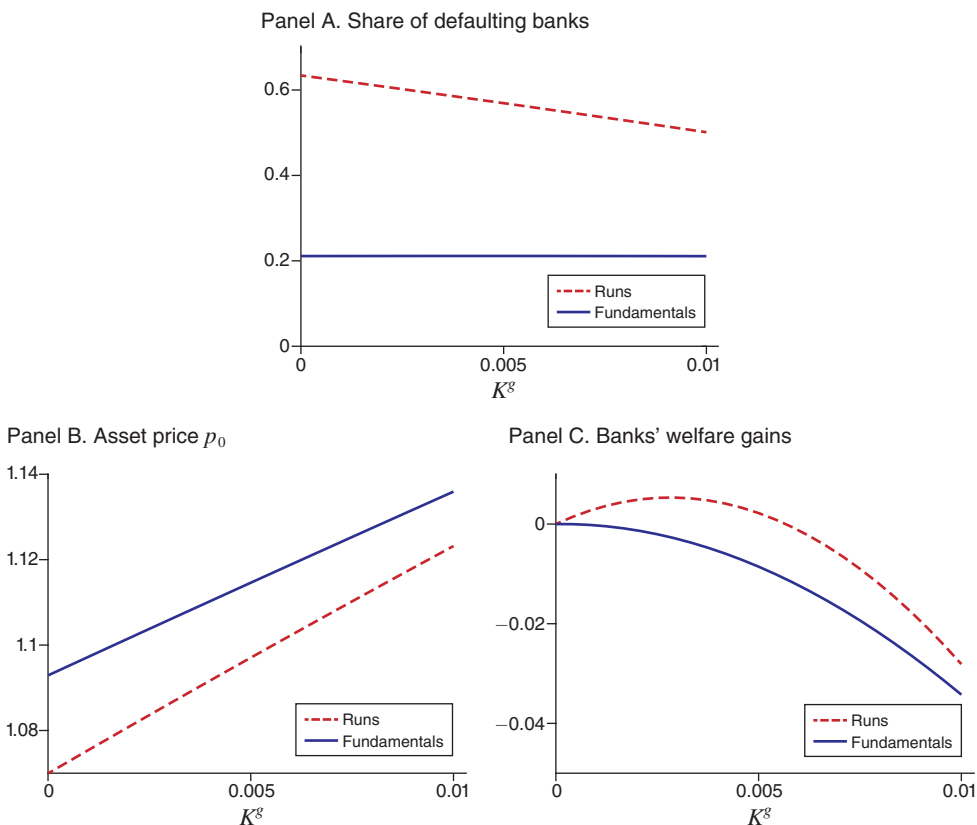 Panel A. Share of defaulting banks
0.6
0.4
0.2
0
Runs
Fundamentals
0
0.005
0.01
K^g
Panel B. Asset price p_0
1.14
1.12
1.1
1.08
Runs
Fundamentals
0
0.005
0.01
K^g
Panel C. Banks' welfare gains
0
−0.02
−0.04
Runs
Fundamentals
0
0.005
0.01
K^g